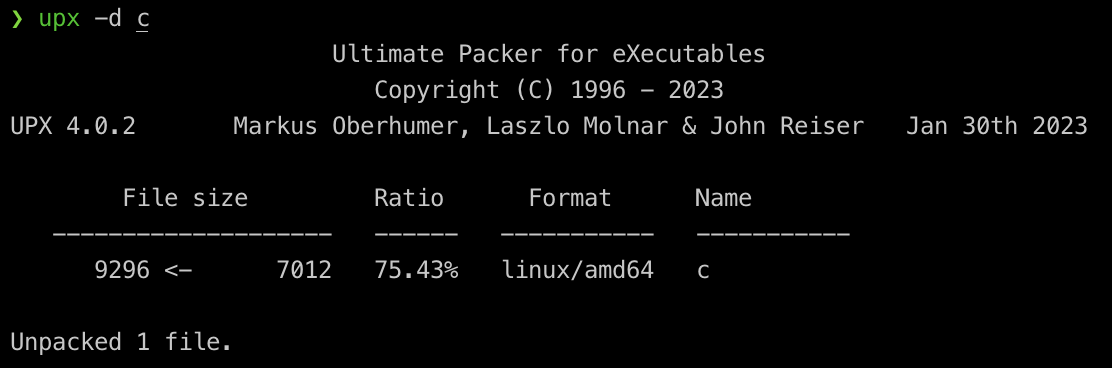 ❯ upx -d c
Ultimate Packer for eXecutables
Copyright (C) 1996 - 2023
UPX 4.0.2       Markus Oberhumer, Laszlo Molnar & John Reiser   Jan 30th 2023
File size         Ratio      Format      Name
--------------------   ------   -----------   -----------
9296 <-      7012   75.43%   linux/amd64   c
Unpacked 1 file.